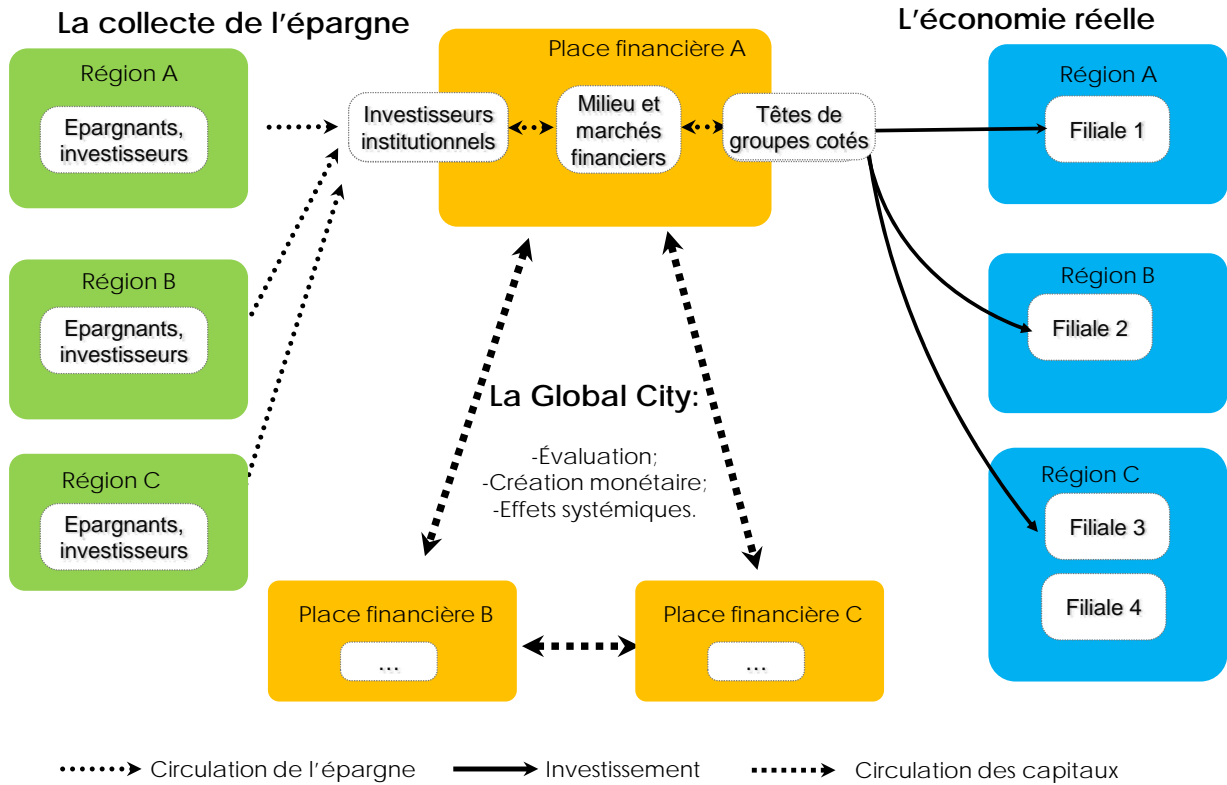 La collecte de l'épargne
L'économie réelle
Région A
Epargnants,
investisseurs
Région B
Epargnants,
investisseurs
Région C
Epargnants,
investisseurs
Place financière A
Investisseurs
institutionnels
Milieu et
marchés
financiers
Têtes de
groupes cotés
Région A
Filiale 1
Région B
Filiale 2
Région C
Filiale 3
Filiale 4
La Global City:
-Évaluation;
-Création monétaire;
-Effets systémiques.
Place financière B
...
Place financière C
...
Circulation de l'épargne
Investissement
Circulation des capitaux